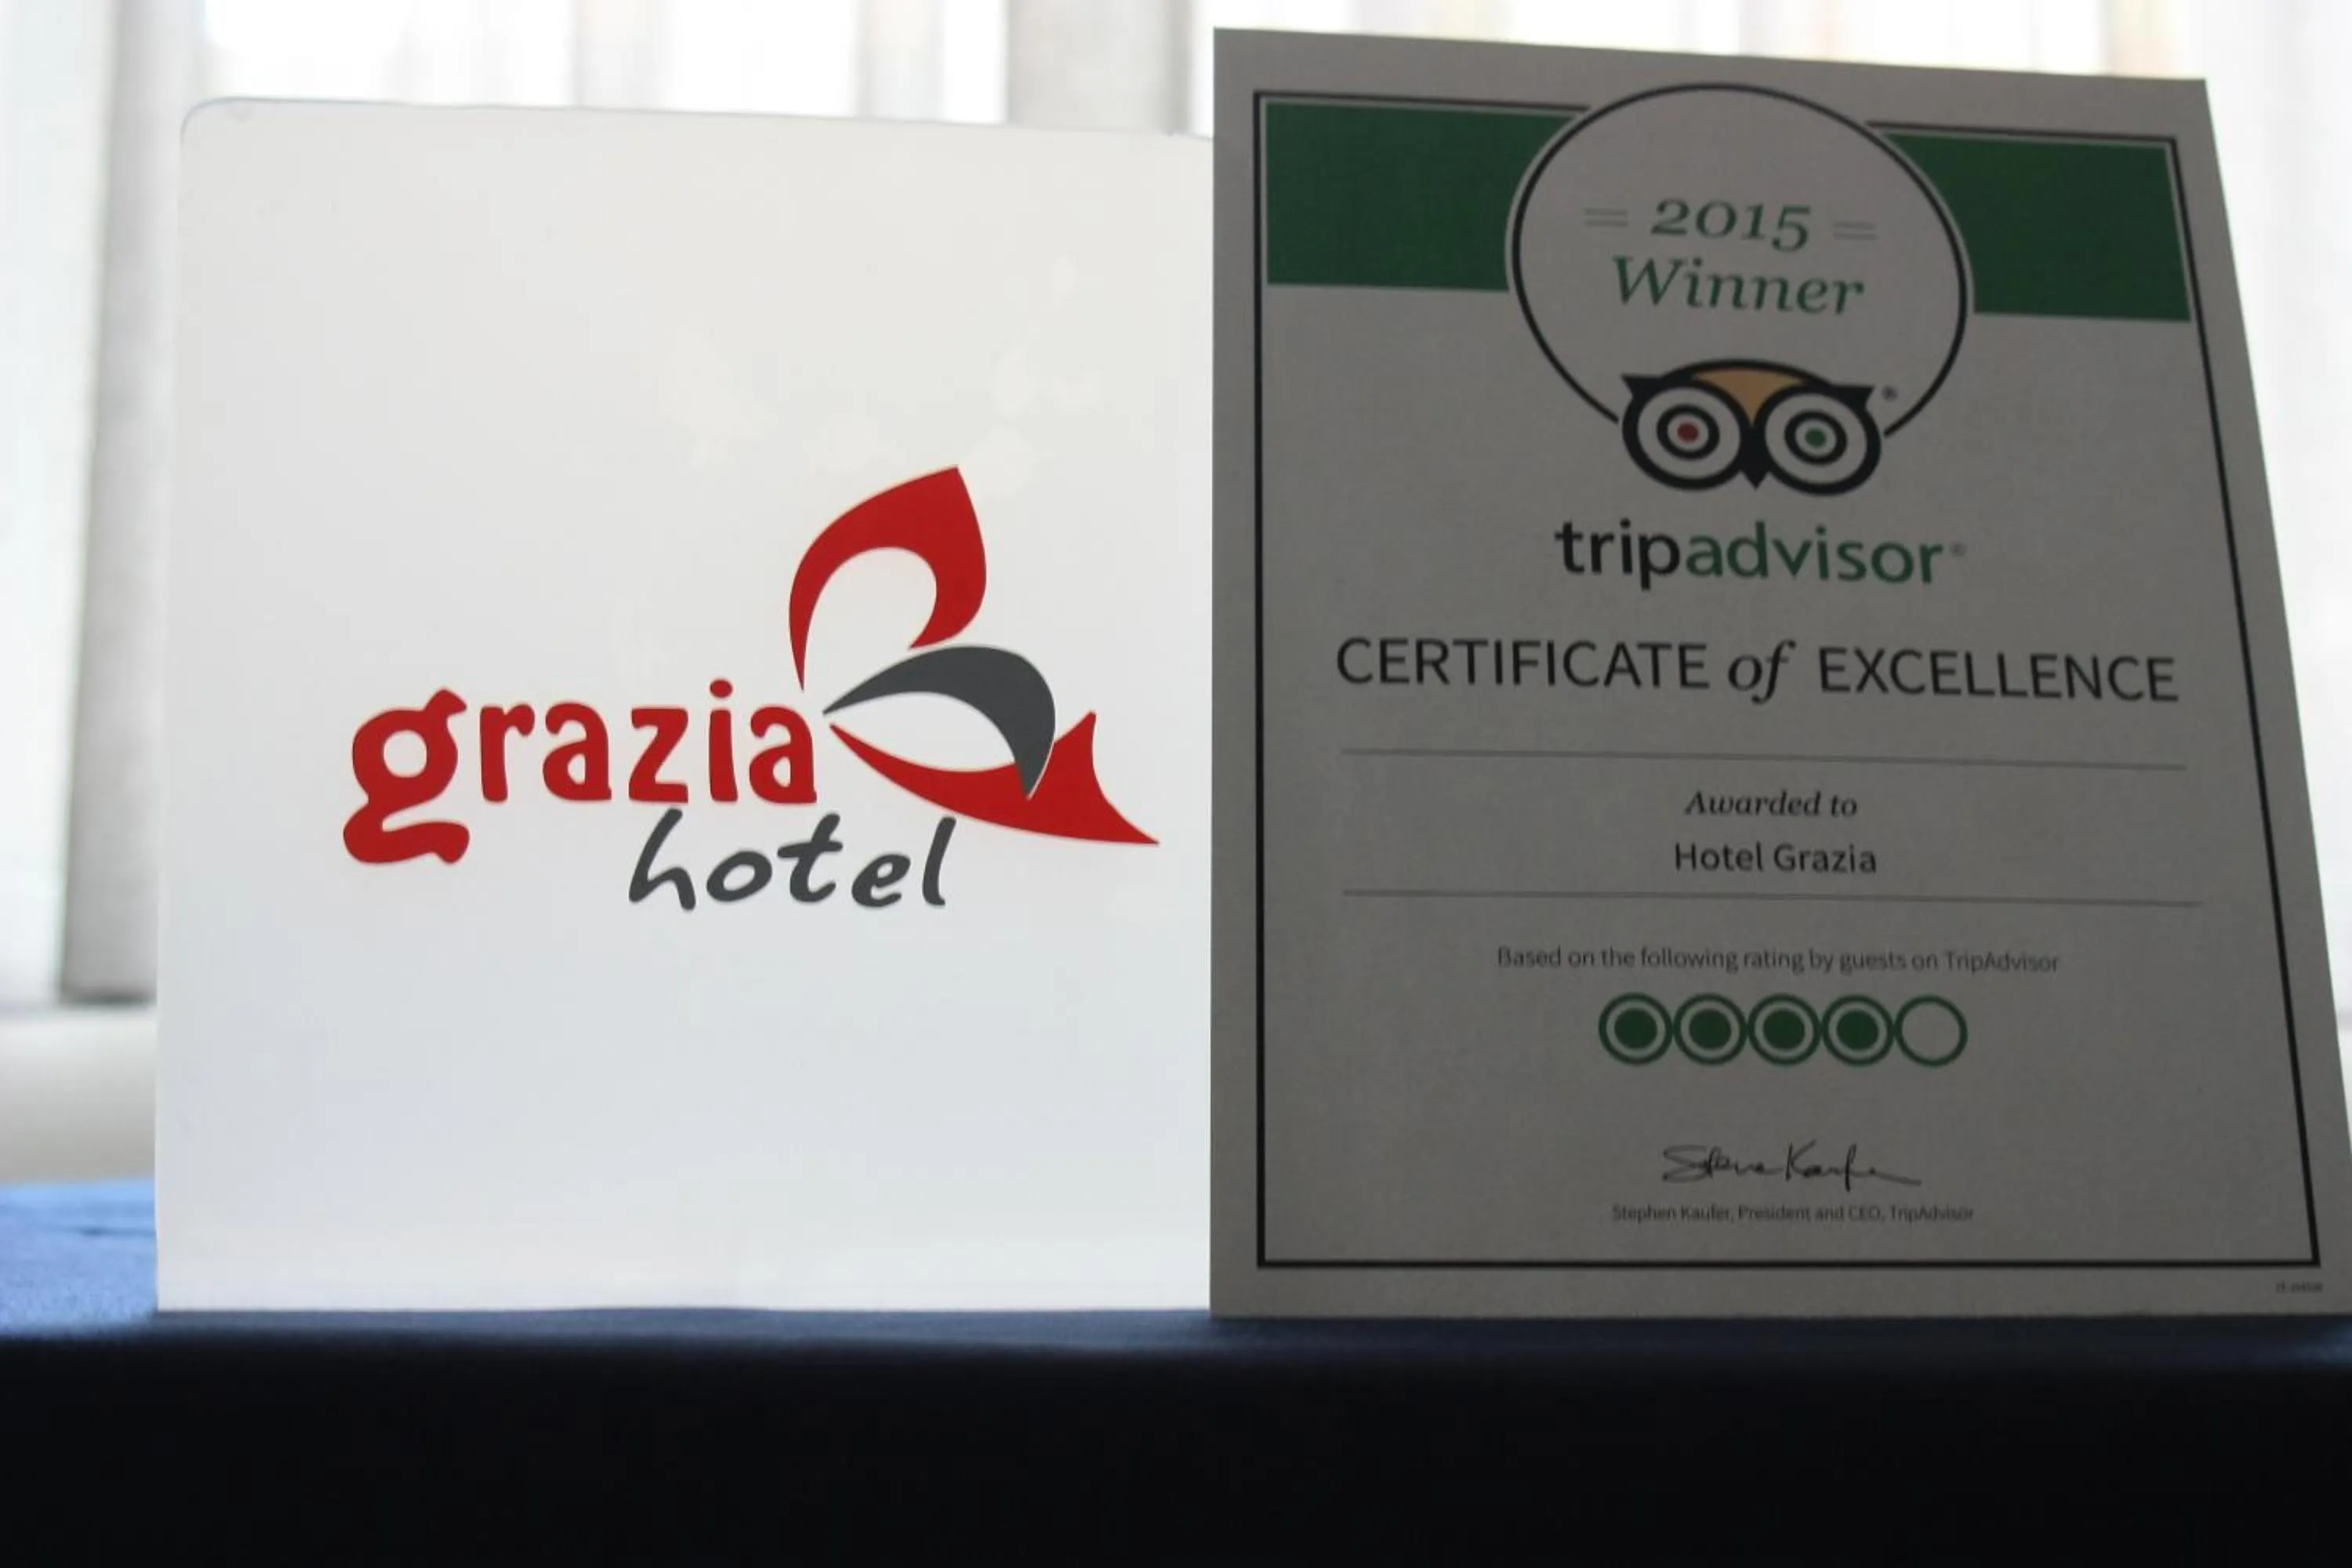 grazia
hotel
= 2015 =
Winner
tripadvisor®
CERTIFICATE of EXCELLENCE
Awarded to
Hotel Grazia
Based on the following rating by guests on TripAdvisor
Stephen Kaufer, President and CEO, TripAdvisor